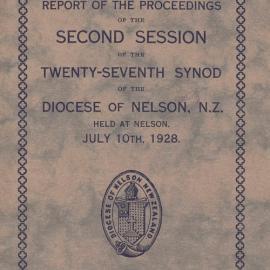 REPORT OF THE PROCEEDINGS
OF THE
SECOND SESSION
OF THE
TWENTY-SEVENTH SYNOD
OF THE
DIOCESE OF NELSON, N.Z.
HELD AT NELSON.
JULY 10TH, 1928.
DIOCESE OF NELSON NEW ZEALAND